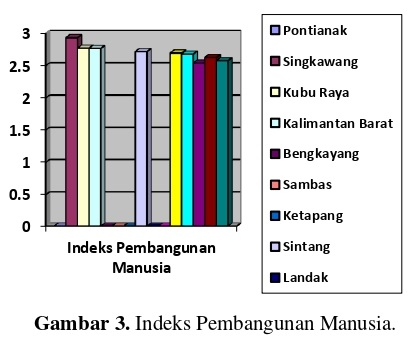 3
2.5
2
1.5
1
0.5
0
Indeks Pembangunan
Manusia
Pontianak
Singkawang
Kubu Raya
Kalimantan Barat
Bengkayang
Sambas
Ketapang
Sintang
Landak
Gambar 3. Indeks Pembangunan Manusia.